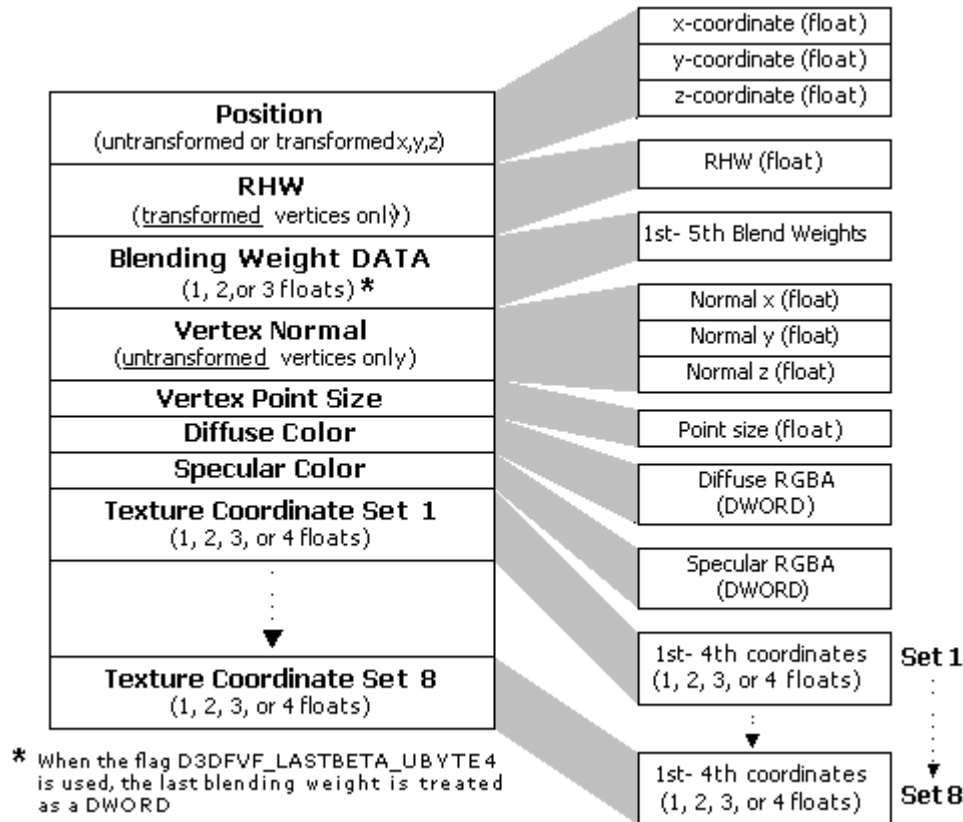 Position
(untransformed or transformed x,y,z)
RHW
(transformed vertices only)
Blending Weight DATA
(1, 2,or 3 floats) *
Vertex Normal
(untransformed vertices only)
Vertex Point Size
Diffuse Color
Specular Color
Texture Coordinate Set 1
(1, 2, 3, or 4 floats)
Texture Coordinate Set 8
(1, 2, 3, or 4 floats)
* When the flag D3DFVF_LASTBETA_UBYTE4
is used, the last blending weight is treated
as a DWORD
x-coordinate (float)
y-coordinate (float)
z-coordinate (float)
RHW (float)
1st- 5th Blend Weights
Normal x (float)
Normal y (float)
Normal z (float)
Point size (float)
Diffuse RGBA
(DWORD)
Specular RGBA
(DWORD)
1st- 4th coordinates
(1, 2, 3, or 4 floats)
Set 1
1st- 4th coordinates
(1, 2, 3, or 4 floats)
Set 8